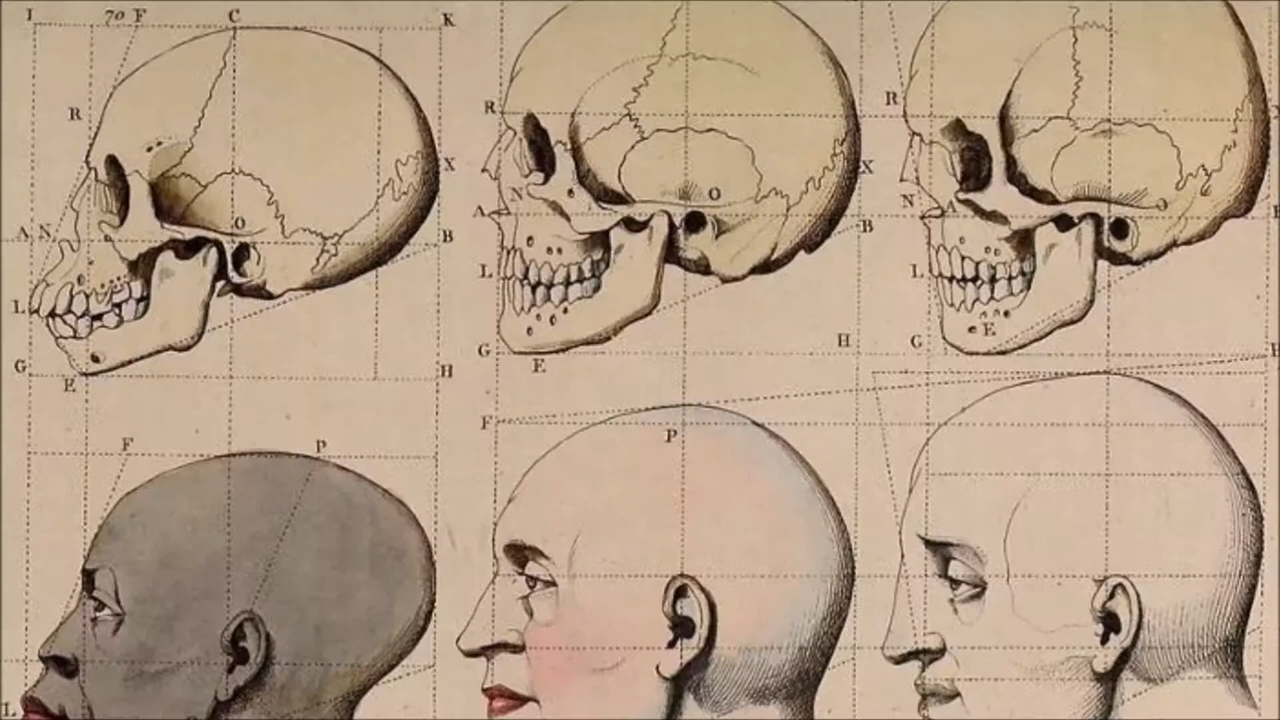 I 70 F C K
R
R R
X X
N O O
A N A N A B
B
L L L
E
G G H
G E H
E
F P
F
P
L